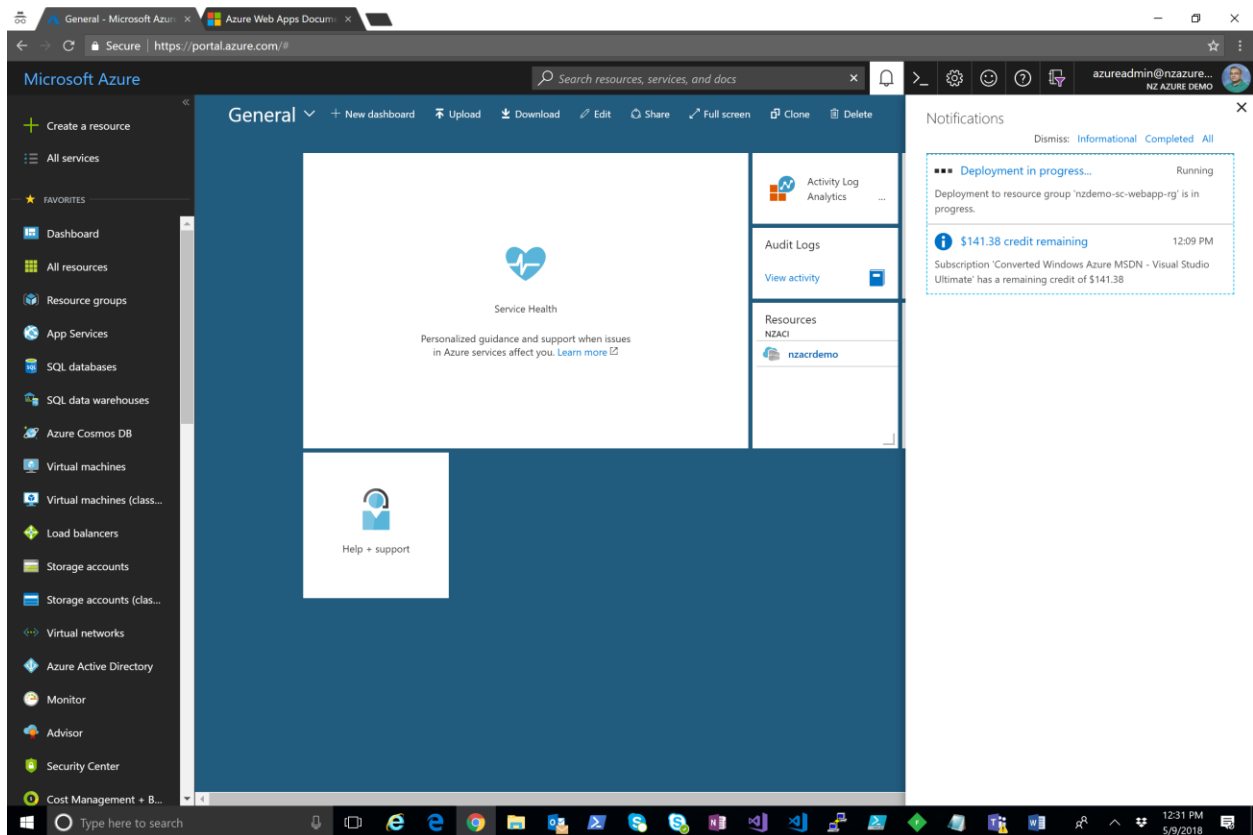 General - Microsoft Azur
Azure Web Apps Docum
Secure | https://portal.azure.com/#
Microsoft Azure
Search resources, services, and docs
azureadmin@nzazure...
NZ AZURE DEMO
Create a resource
All services
FAVORITES
Dashboard
All resources
Resource groups
App Services
SQL databases
SQL data warehouses
Azure Cosmos DB
Virtual machines
Virtual machines (class...
Load balancers
Storage accounts
Storage accounts (clas...
Virtual networks
Azure Active Directory
Monitor
Advisor
Security Center
Cost Management + B...
General
+ New dashboard
Upload
Download
Edit
Share
Full screen
Clone
Delete
Service Health
Personalized guidance and support when issues
in Azure services affect you. Learn more
Activity Log
Analytics ...
Audit Logs
View activity
Resources
NZACI
nzacrdemo
Help + support
Notifications
Dismiss: Informational Completed All
Deployment in progress... Running
Deployment to resource group 'nzdemo-sc-webapp-rg' is in
progress.
$141.38 credit remaining 12:09 PM
Subscription 'Converted Windows Azure MSDN - Visual Studio
Ultimate' has a remaining credit of $141.38
Type here to search
12:31 PM
5/9/2018